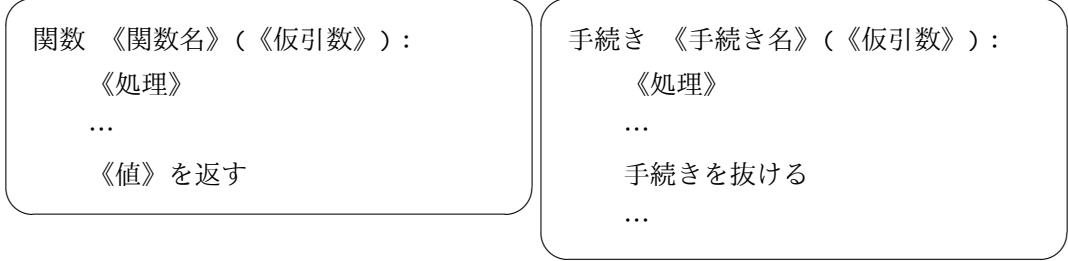 関数 《関数名》(《仮引数》):
《処理》
…
《値》を返す
手続き 《手続き名》(《仮引数》):
《処理》
…
手続きを抜ける
…